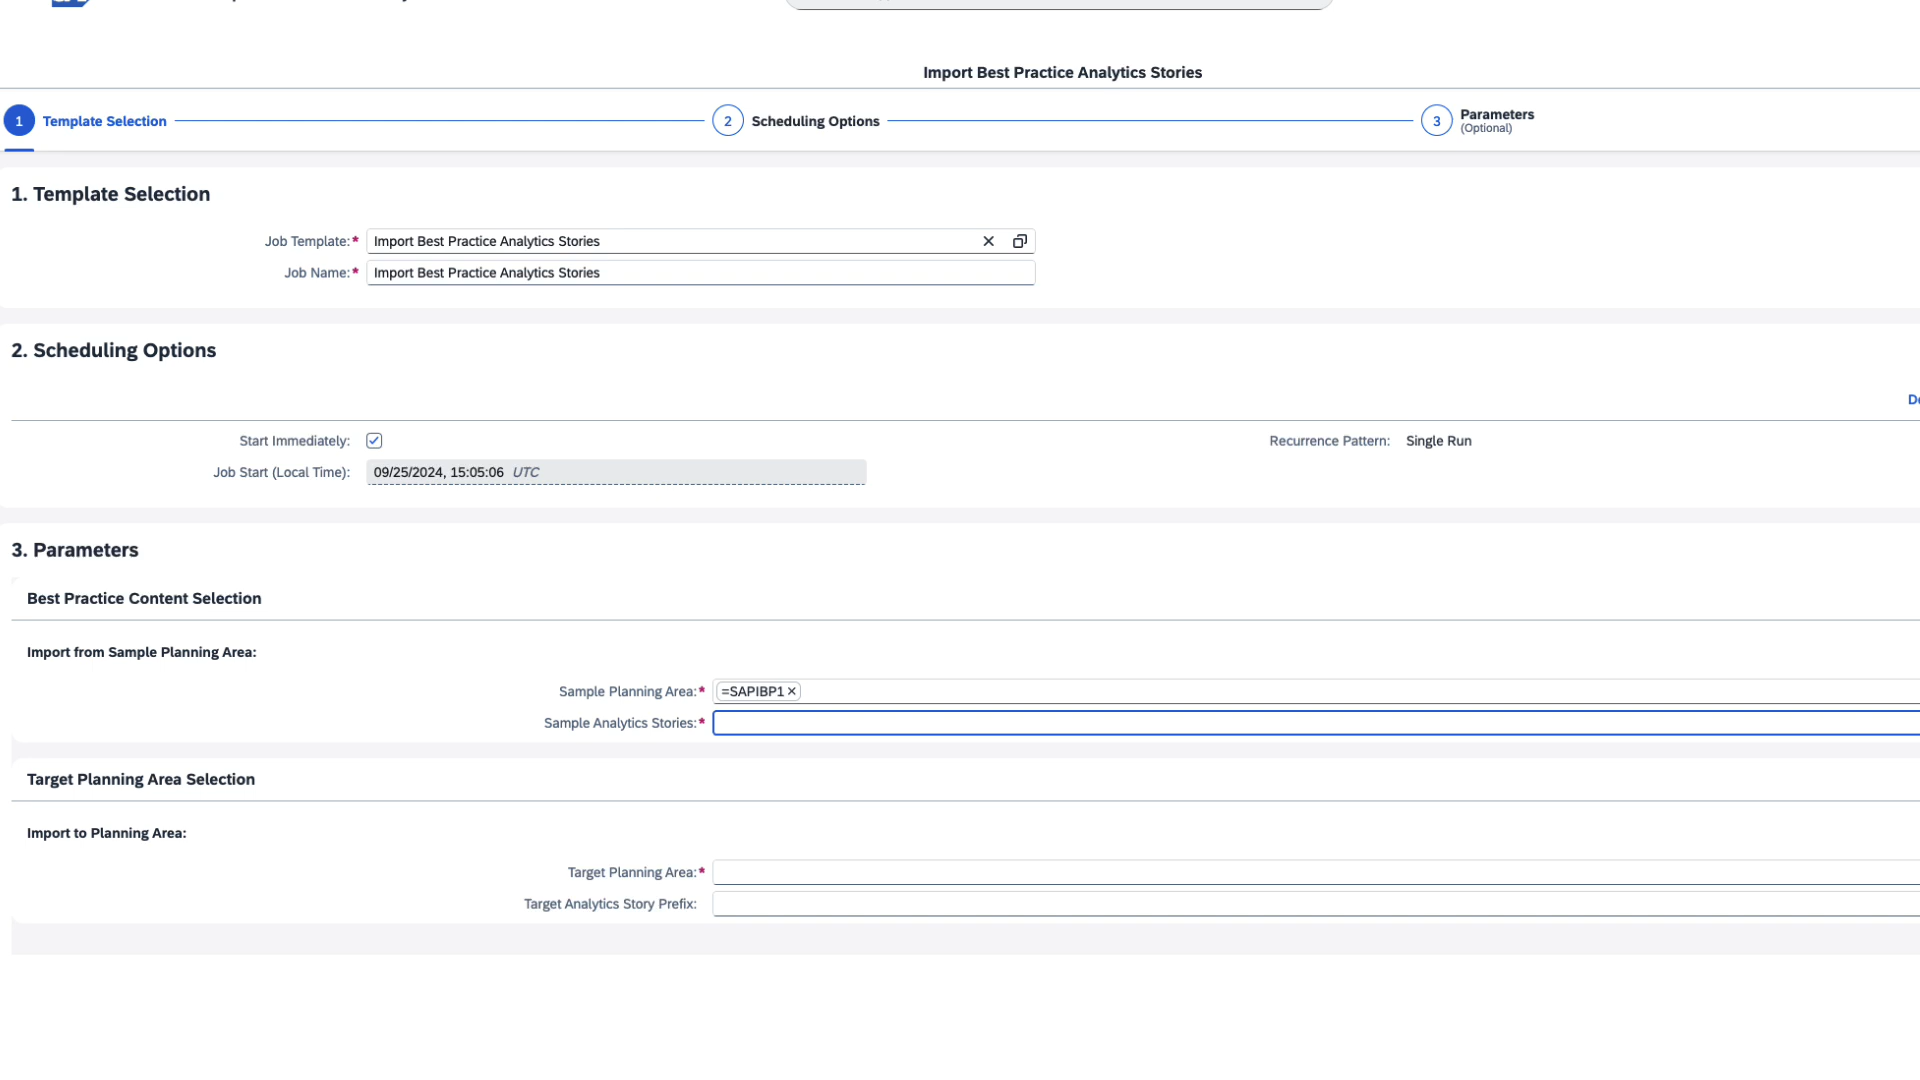 Import Best Practice Analytics Stories
1 Template Selection
2 Scheduling Options
3 Parameters
(Optional)
1. Template Selection
Job Template:* Import Best Practice Analytics Stories
Job Name:* Import Best Practice Analytics Stories
2. Scheduling Options
Start Immediately:
Recurrence Pattern: Single Run
Job Start (Local Time): 09/25/2024, 15:05:06 UTC
3. Parameters
Best Practice Content Selection
Import from Sample Planning Area:
Sample Planning Area:* =SAPIBP1
Sample Analytics Stories:*
Target Planning Area Selection
Import to Planning Area:
Target Planning Area:*
Target Analytics Story Prefix: